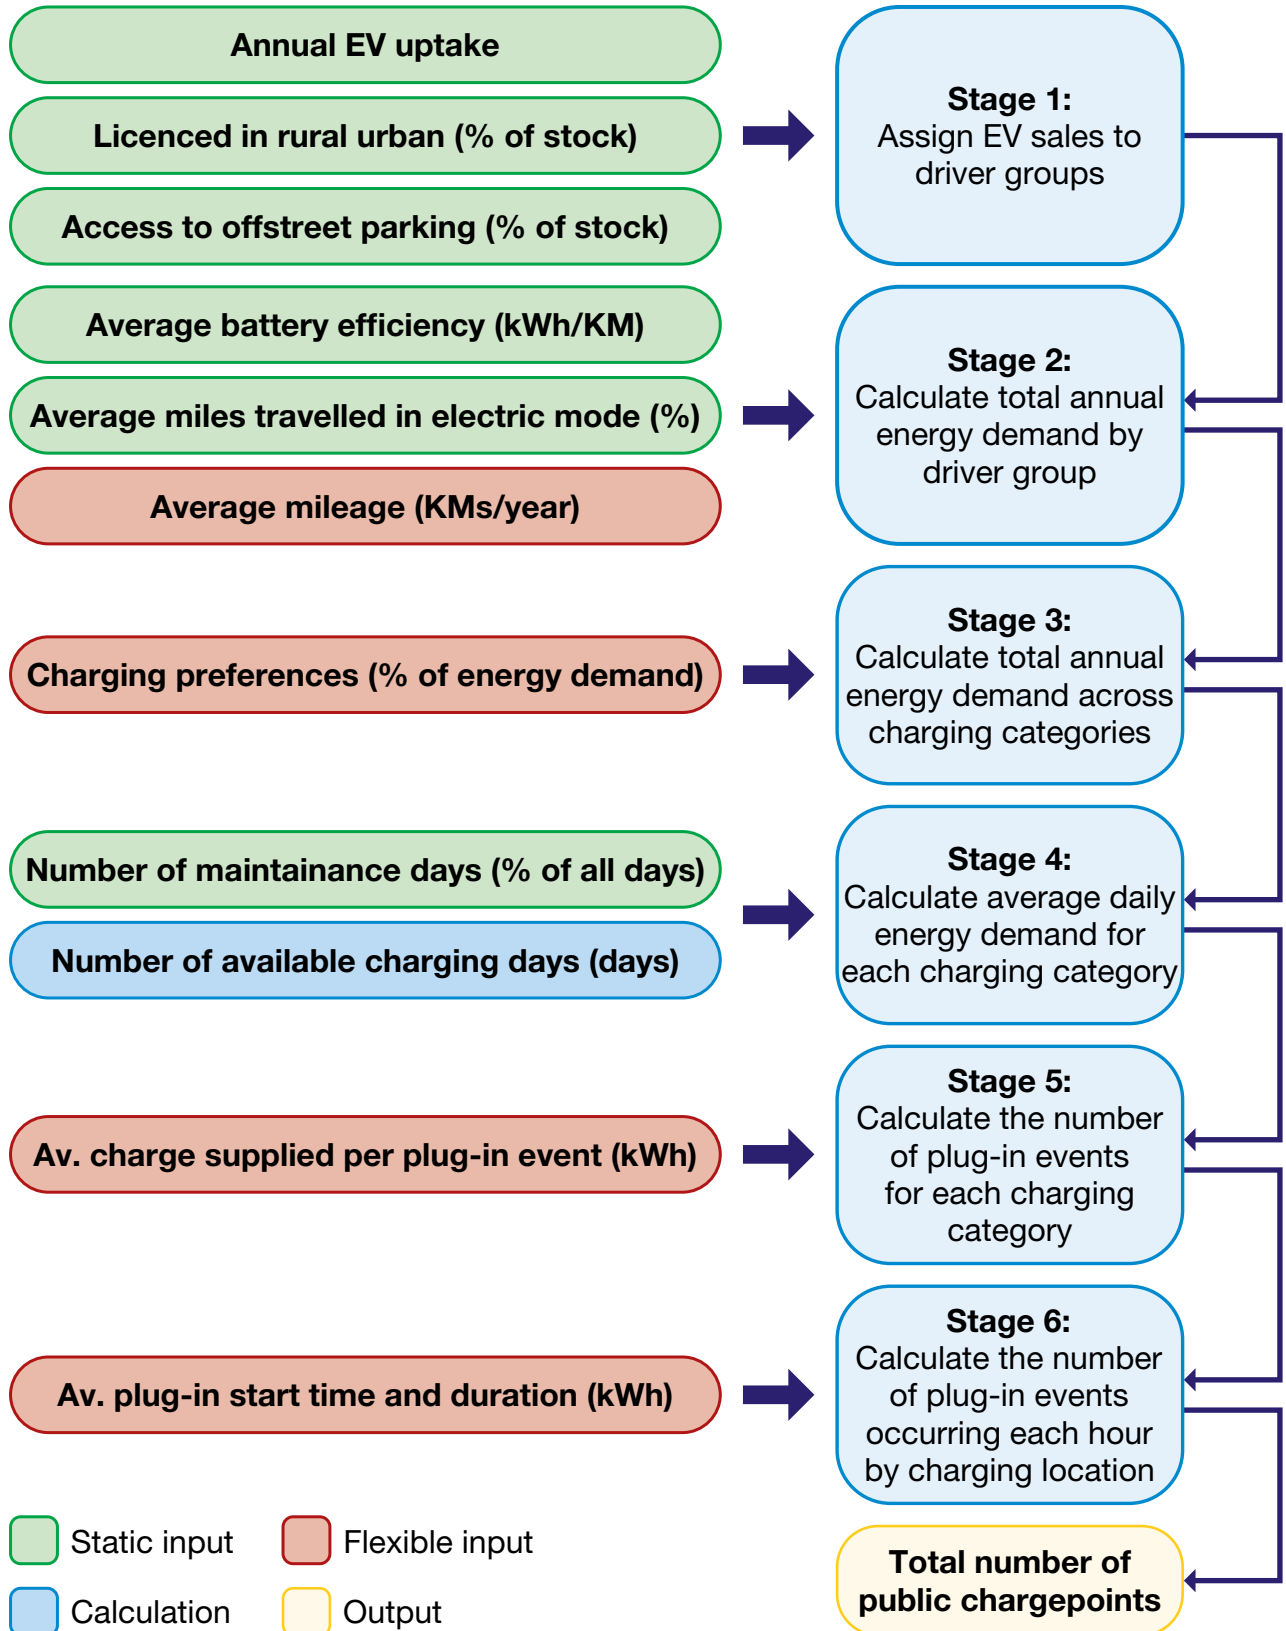 Annual EV uptake
Licenced in rural urban (% of stock)
Access to offstreet parking (% of stock)
Stage 1:
Assign EV sales to
driver groups
Average battery efficiency (kWh/KM)
Average miles travelled in electric mode (%)
Average mileage (KMs/year)
Stage 2:
Calculate total annual
energy demand by
driver group
Charging preferences (% of energy demand)
Stage 3:
Calculate total annual
energy demand across
charging categories
Number of maintainance days (% of all days)
Number of available charging days (days)
Stage 4:
Calculate average daily
energy demand for
each charging category
Av. charge supplied per plug-in event (kWh)
Stage 5:
Calculate the number
of plug-in events
for each charging
category
Av. plug-in start time and duration (kWh)
Stage 6:
Calculate the number
of plug-in events
occurring each hour
by charging location
Total number of
public chargepoints
Static input
Flexible input
Calculation
Output